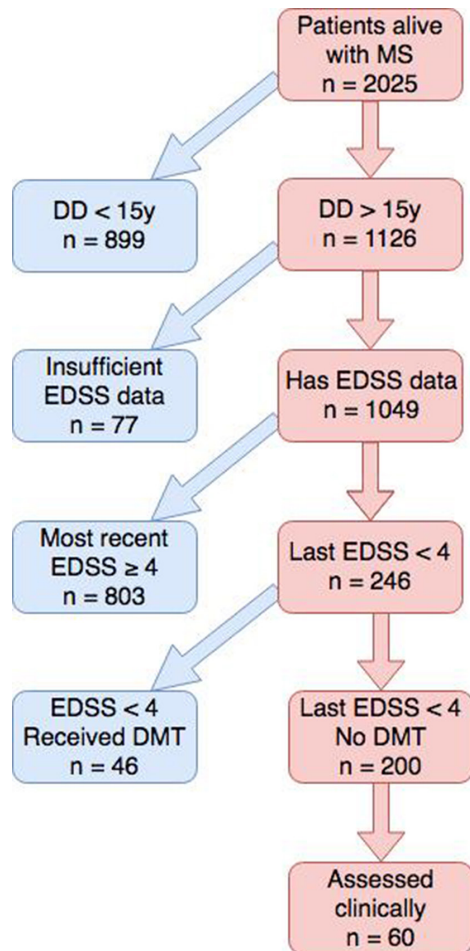 Patients alive
with MS
n = 2025
DD < 15y
n = 899
DD > 15y
n = 1126
Insufficient
EDSS data
n = 77
Has EDSS data
n = 1049
Most recent
EDSS ≥ 4
n = 803
Last EDSS < 4
n = 246
EDSS < 4
Received DMT
n = 46
Last EDSS < 4
No DMT
n = 200
Assessed
clinically
n = 60